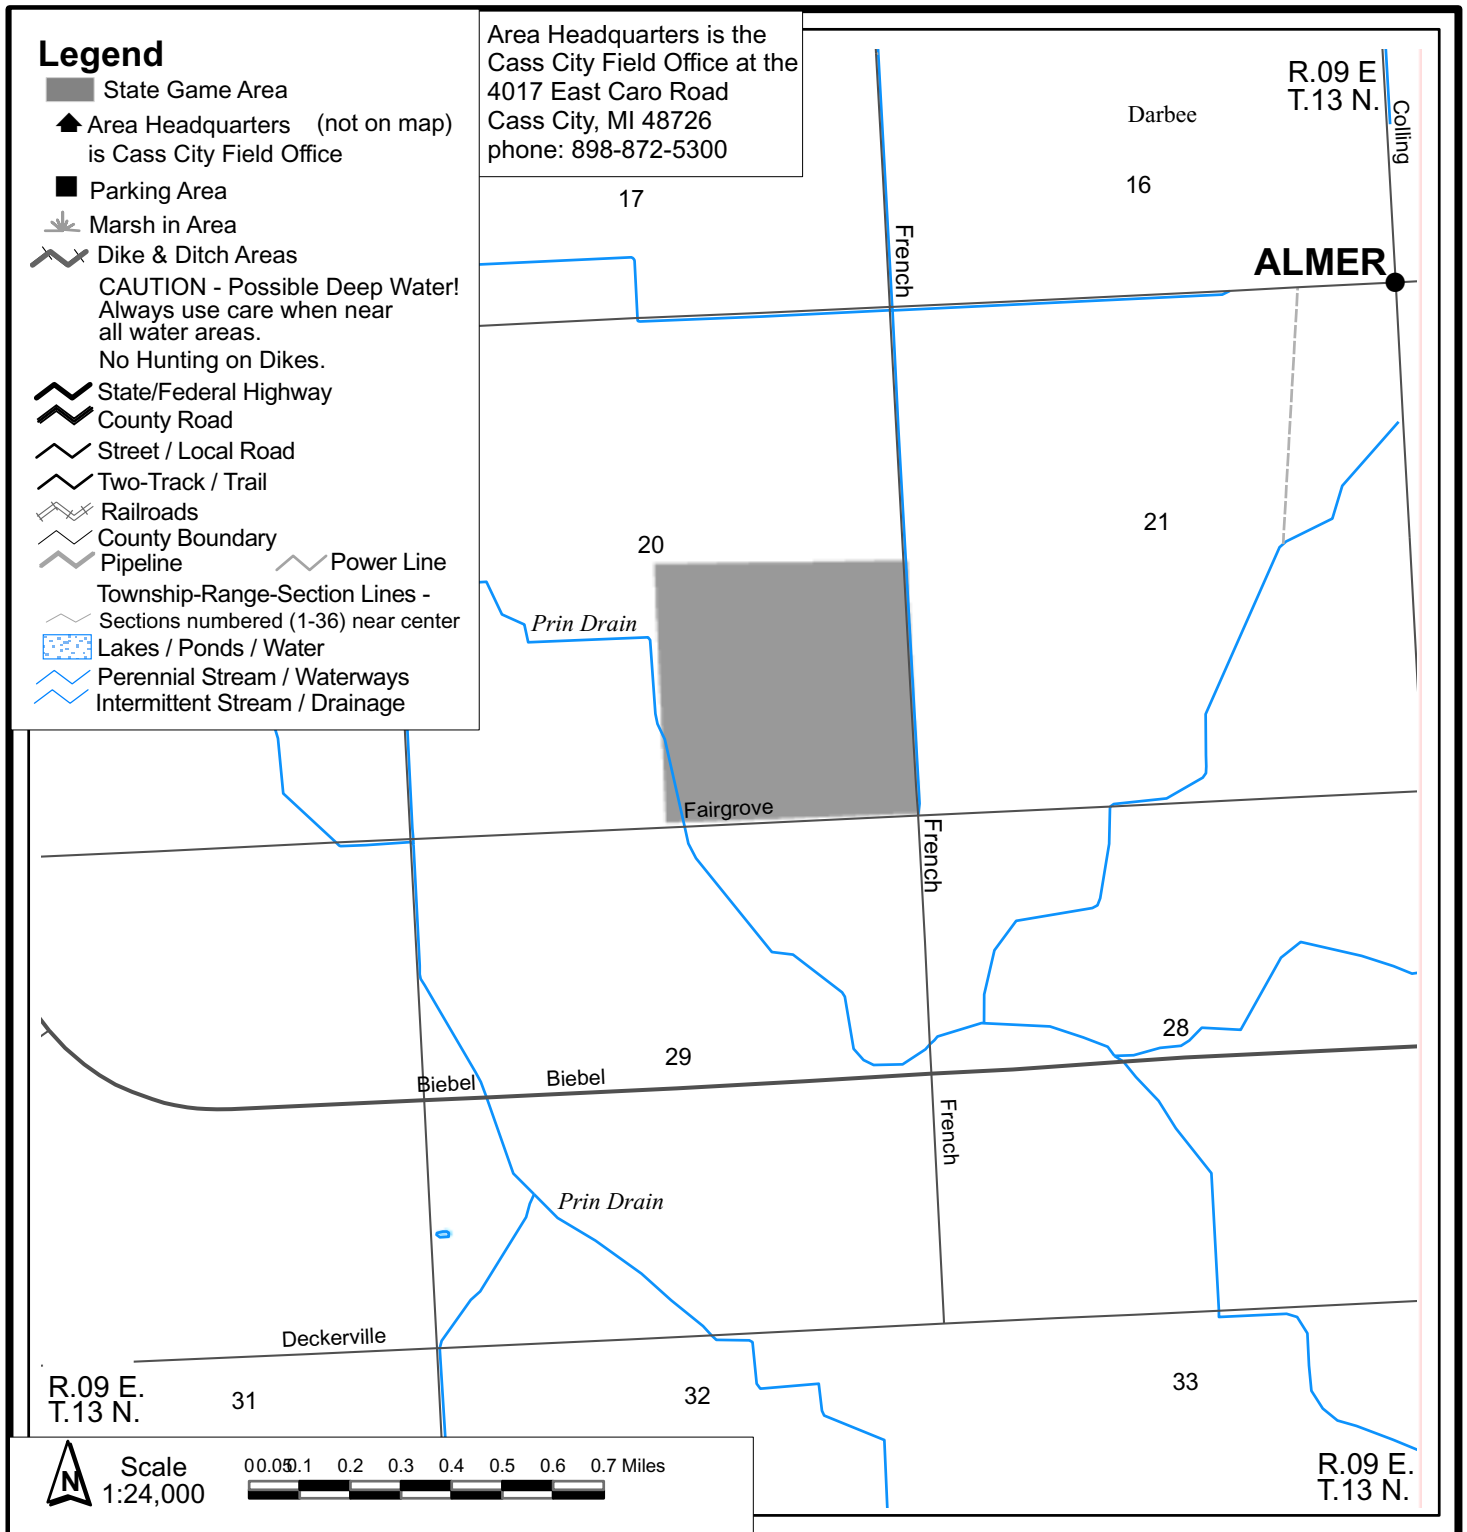 Legend
State Game Area
Area Headquarters (not on map)
is Cass City Field Office
Parking Area
Marsh in Area
Dike & Ditch Areas
CAUTION - Possible Deep Water!
Always use care when near
all water areas.
No Hunting on Dikes.
State/Federal Highway
County Road
Street / Local Road
Two-Track / Trail
Railroads
County Boundary
Pipeline
Power Line
Township-Range-Section Lines -
Sections numbered (1-36) near center
Lakes / Ponds / Water
Perennial Stream / Waterways
Intermittent Stream / Drainage
Area Headquarters is the
Cass City Field Office at the
4017 East Caro Road
Cass City, MI 48726
phone: 898-872-5300
R.09 E
T.13 N.
Darbee
Colling
17
16
French
ALMER
21
20
Prin Drain
Fairgrove
French
28
29
Biebel
Biebel
French
Prin Drain
Deckerville
R.09 E.
T.13 N.
31
32
33
R.09 E.
T.13 N.
N
Scale
1:24,000
0 0.05 0.1 0.2 0.3 0.4 0.5 0.6 0.7 Miles